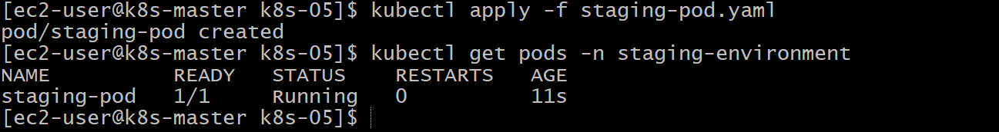 [ec2-user@k8s-master k8s-05]$ kubectl apply -f staging-pod.yaml
pod/staging-pod created
[ec2-user@k8s-master k8s-05]$ kubectl get pods -n staging-environment
NAME          READY   STATUS    RESTARTS   AGE
staging-pod   1/1     Running   0          11s
[ec2-user@k8s-master k8s-05]$